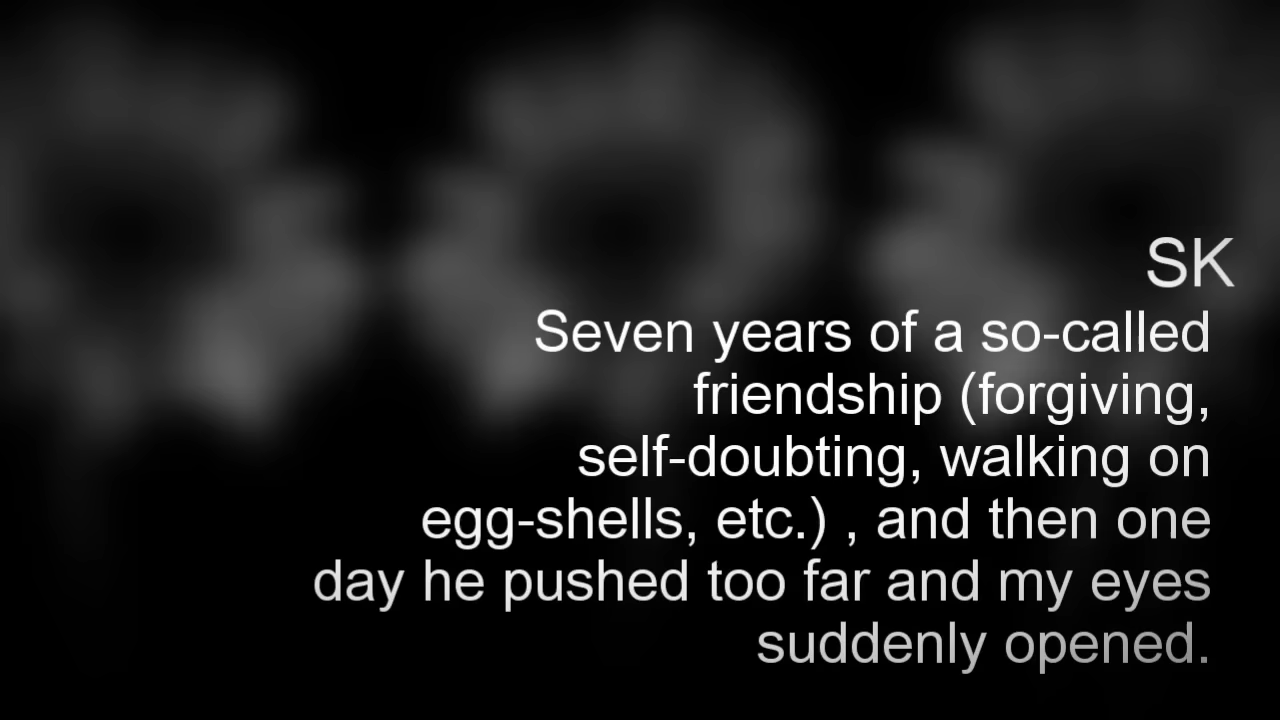 SK
Seven years of a so-called
friendship (forgiving,
self-doubting, walking on
egg-shells, etc.) , and then one
day he pushed too far and my eyes
suddenly opened.